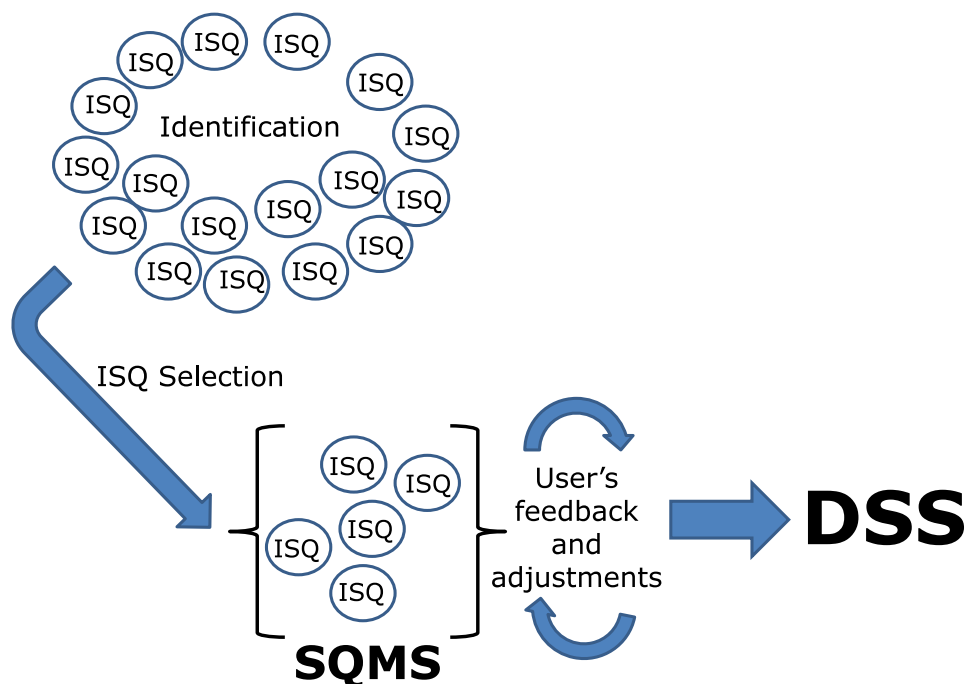 ISQ
ISQ
ISQ
ISQ
ISQ
Identification
ISQ
ISQ
ISQ
ISQ
ISQ
ISQ
ISQ
ISQ
ISQ
ISQ
ISQ
ISQ
ISQ Selection
ISQ
ISQ
ISQ
ISQ
ISQ
SQMS
User's
feedback
and
adjustments
DSS